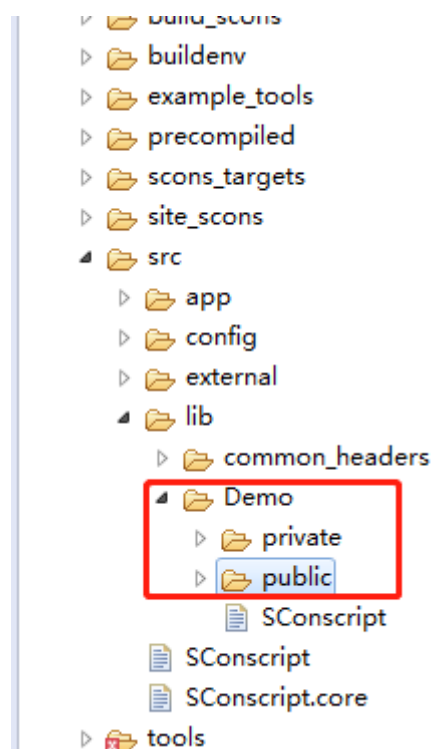 build_scons
buildenv
example_tools
precompiled
scons_targets
site_scons
src
app
config
external
lib
common_headers
Demo
private
public
SConscript
SConscript
SConscript.core
tools